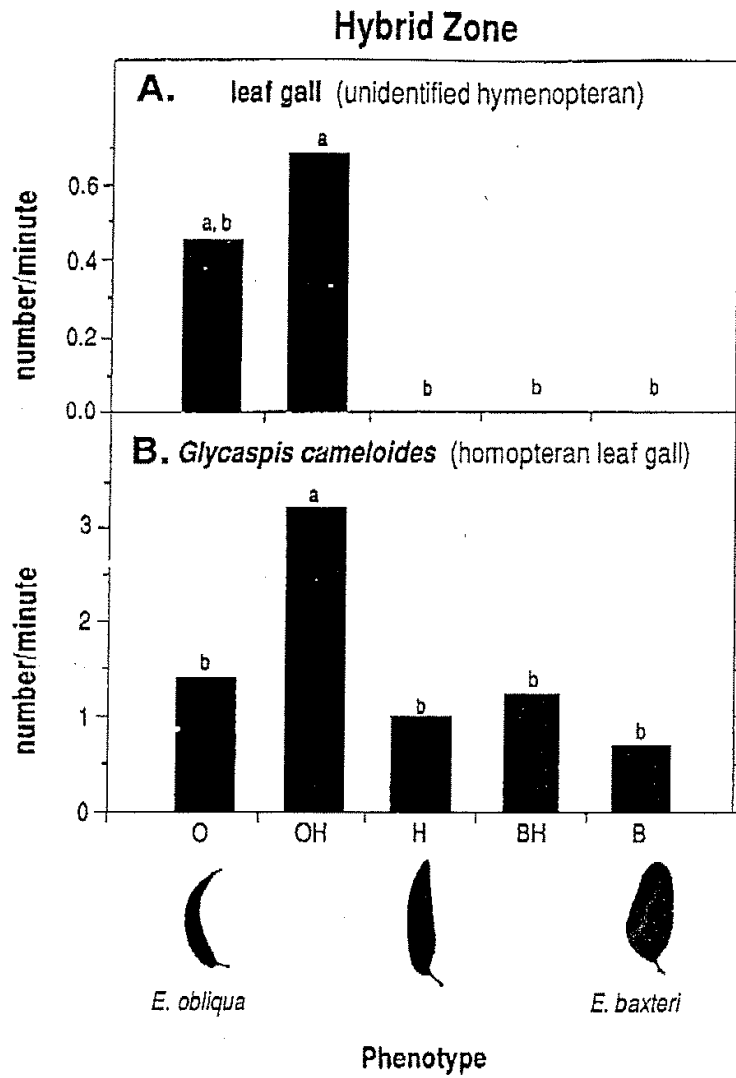 Hybrid Zone
A. leaf gall (unidentified hymenopteran)
number/minute
0.6
0.4
0.2
0.0
a, b
a
b
b
b
B. Glycaspis cameloides (homopteran leaf gall)
number/minute
3
2
1
0
b
a
b
b
b
O OH H BH B
E. obliqua E. baxteri
Phenotype